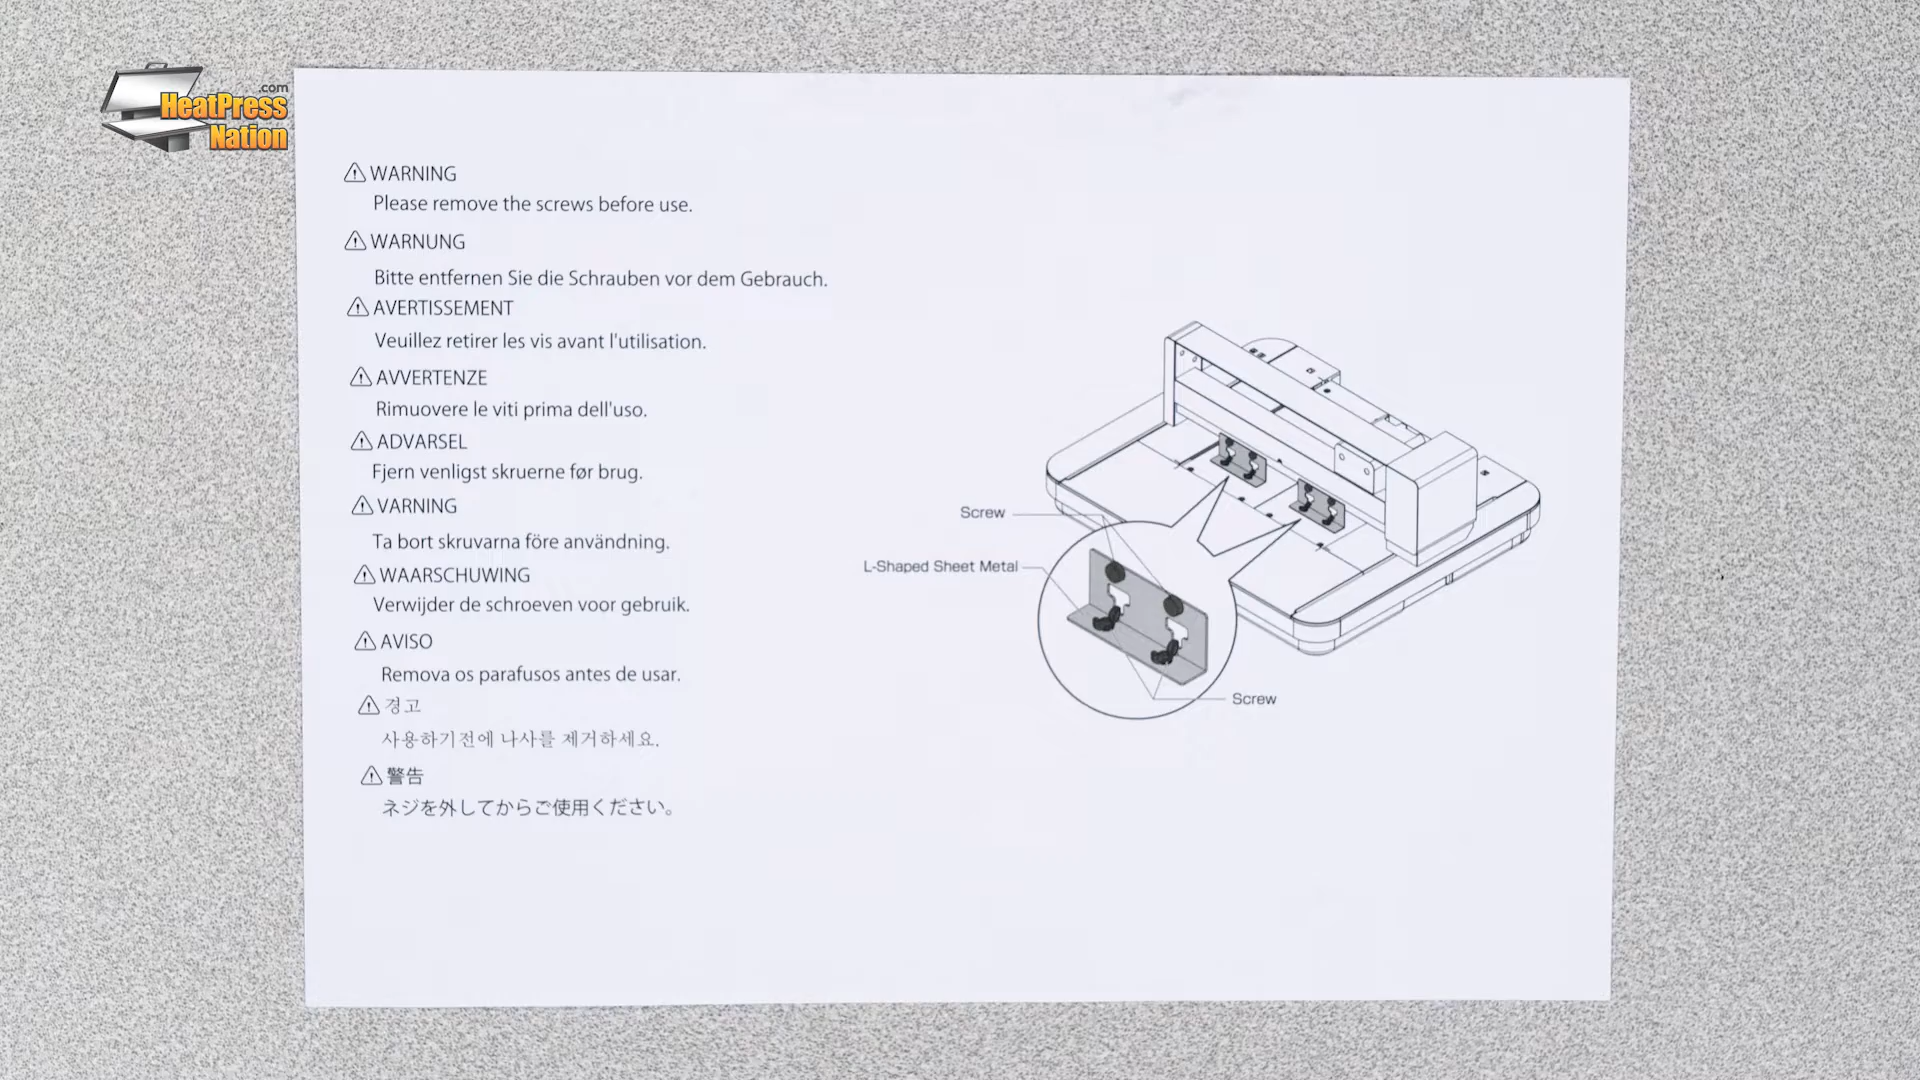 HeatPress
.com
Nation
WARNING
Please remove the screws before use.
WARNUNG
Bitte entfernen Sie die Schrauben vor dem Gebrauch.
AVERTISSEMENT
Veuillez retirer les vis avant l'utilisation.
AVVERTENZE
Rimuovere le viti prima dell'uso.
ADVARSEL
Fjern venligst skruerne før brug.
VARNING
Ta bort skruvarna före användning.
WAARSCHUWING
Verwijder de schroeven voor gebruik.
AVISO
Remova os parafusos antes de usar.
경고
사용하기전에 나사를 제거하세요.
警告
ネジを外してからご使用ください。
Screw
L-Shaped Sheet Metal
Screw